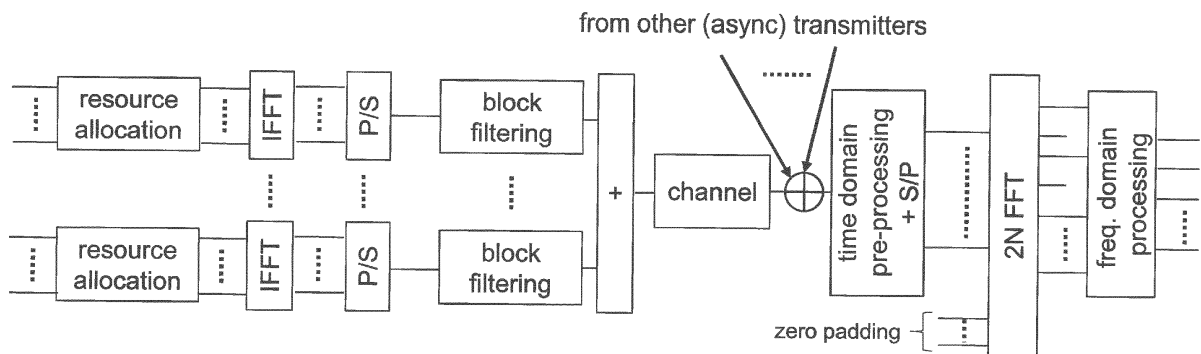 from other (async) transmitters
resource
allocation
IFFT
P/S
block
filtering
+
channel
time domain
pre-processing
+ S/P
2N FFT
freq. domain
processing
resource
allocation
IFFT
P/S
block
filtering
zero padding